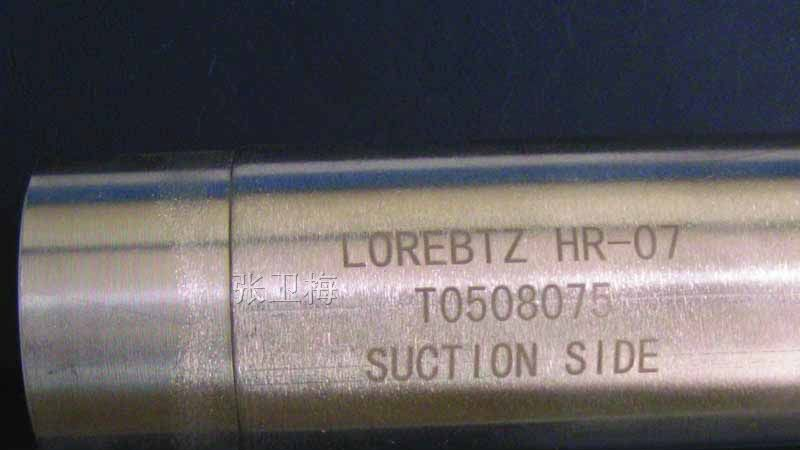 LOREBTZ HR-07
张卫梅
T0508075
SUCTION SIDE